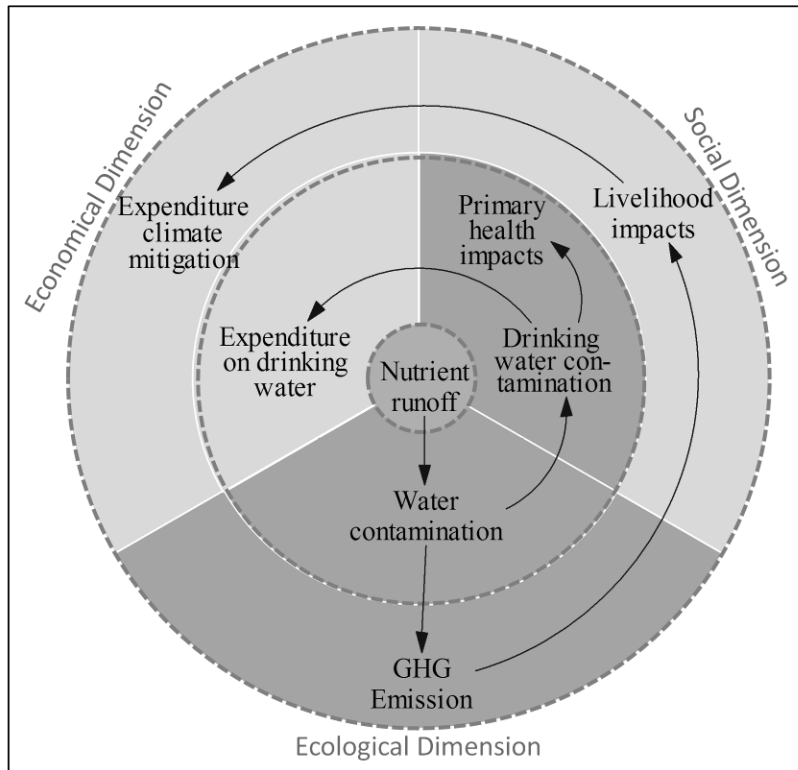 Economical Dimension
Social Dimension
Expenditure
climate
mitigation
Primary
health
impacts
Livelihood
impacts
Expenditure
on drinking
water
Nutrient
runoff
Drinking
water con-
tamination
Water
contamination
GHG
Emission
Ecological Dimension